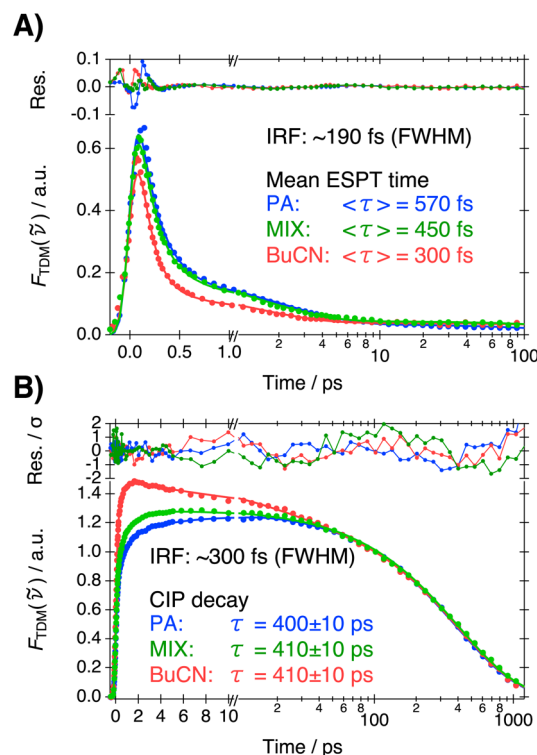 A)
Res.
0.1
0.0
-0.1
IRF: ~190 fs (FWHM)
Mean ESPT time
PA: <τ> = 570 fs
MIX: <τ> = 450 fs
BuCN: <τ> = 300 fs
F_TDM(ν̃) / a.u.
0.6
0.4
0.2
0.0
0.0 0.5 1.0 2 4 6 8 10 2 4 6 8 100
Time / ps
B)
Res. / σ
2
1
0
-1
-2
F_TDM(ν̃) / a.u.
1.4
1.2
1.0
0.8
0.6
0.4
0.2
0.0
IRF: ~300 fs (FWHM)
CIP decay
PA: τ = 400±10 ps
MIX: τ = 410±10 ps
BuCN: τ = 410±10 ps
0 2 4 6 8 10 2 4 6 8 100 2 4 6 8 1000
Time / ps